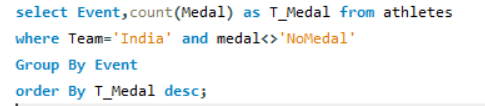 select Event,count(Medal) as T_Medal from athletes
where Team='India' and medal<>'NoMedal'
Group By Event
order By T_Medal desc;